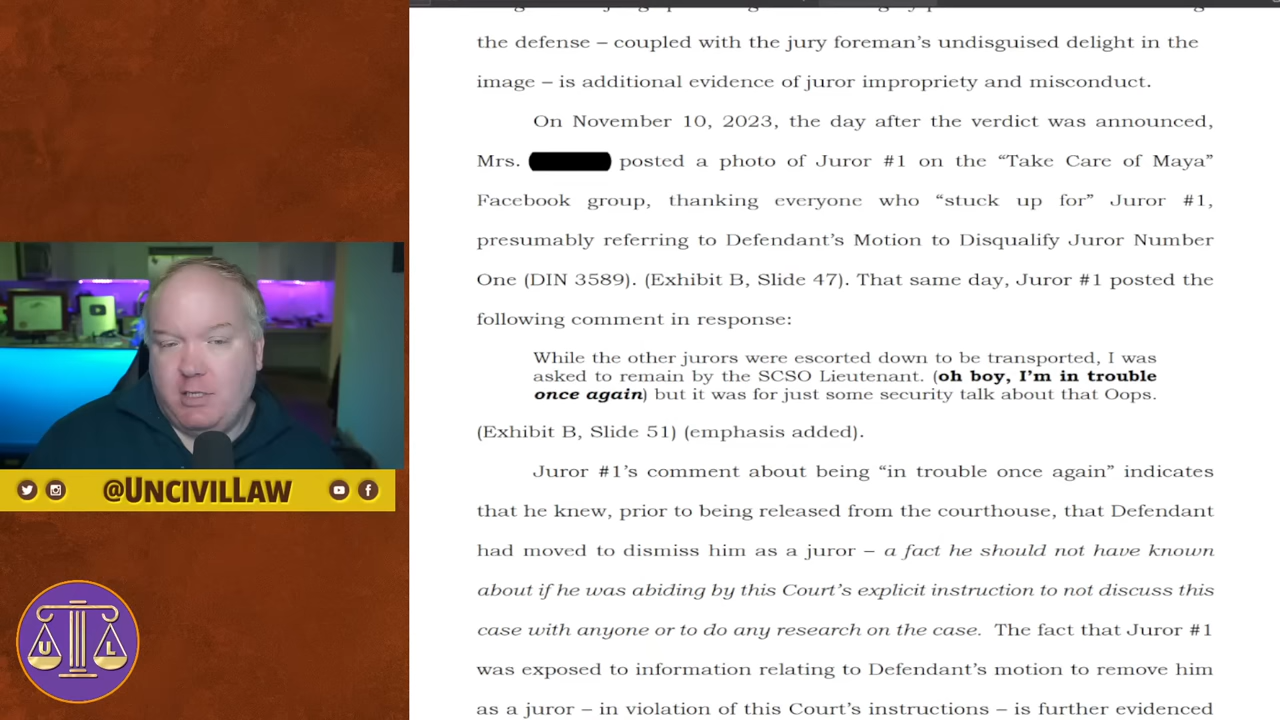 the defense – coupled with the jury foreman's undisguised delight in the
image – is additional evidence of juror impropriety and misconduct.
On November 10, 2023, the day after the verdict was announced,
Mrs. posted a photo of Juror #1 on the “Take Care of Maya”
Facebook group, thanking everyone who “stuck up for” Juror #1,
presumably referring to Defendant's Motion to Disqualify Juror Number
One (DIN 3589). (Exhibit B, Slide 47). That same day, Juror #1 posted the
following comment in response:
While the other jurors were escorted down to be transported, I was
asked to remain by the SCSO Lieutenant. (oh boy, I'm in trouble
once again) but it was for just some security talk about that Oops.
(Exhibit B, Slide 51) (emphasis added).
Juror #1's comment about being “in trouble once again” indicates
that he knew, prior to being released from the courthouse, that Defendant
had moved to dismiss him as a juror – a fact he should not have known
about if he was abiding by this Court's explicit instruction to not discuss this
case with anyone or to do any research on the case. The fact that Juror #1
was exposed to information relating to Defendant's motion to remove him
as a juror – in violation of this Court's instructions – is further evidenced
@UNCIVILLAW
U L